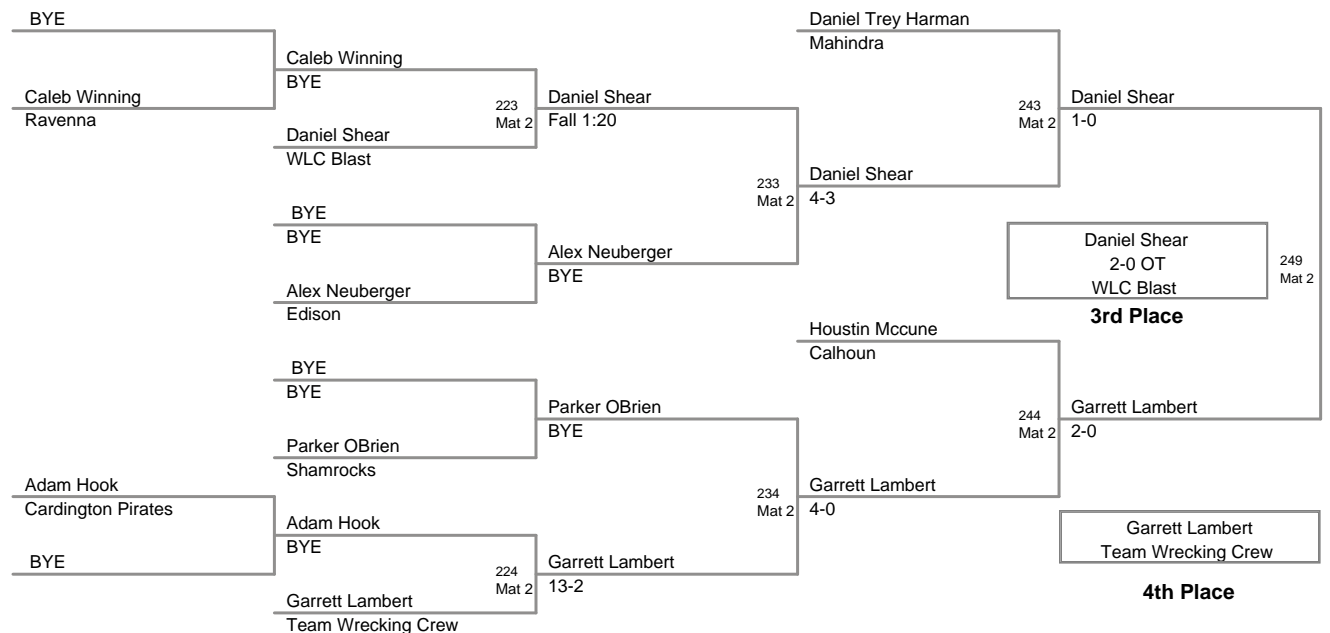 BYE
Daniel Trey Harman
Mahindra
Caleb Winning
BYE
Caleb Winning
Ravenna
223
Mat 2
Daniel Shear
Fall 1:20
243
Mat 2
Daniel Shear
1-0
Daniel Shear
WLC Blast
233
Mat 2
Daniel Shear
4-3
BYE
BYE
Daniel Shear
2-0 OT
WLC Blast
249
Mat 2
Alex Neuberger
BYE
Alex Neuberger
Edison
3rd Place
Houstin Mccune
Calhoun
BYE
BYE
Parker OBrien
BYE
244
Mat 2
Garrett Lambert
2-0
Parker OBrien
Shamrocks
Adam Hook
Cardington Pirates
234
Mat 2
Garrett Lambert
4-0
Adam Hook
BYE
Garrett Lambert
Team Wrecking Crew
BYE
224
Mat 2
Garrett Lambert
13-2
4th Place
Garrett Lambert
Team Wrecking Crew